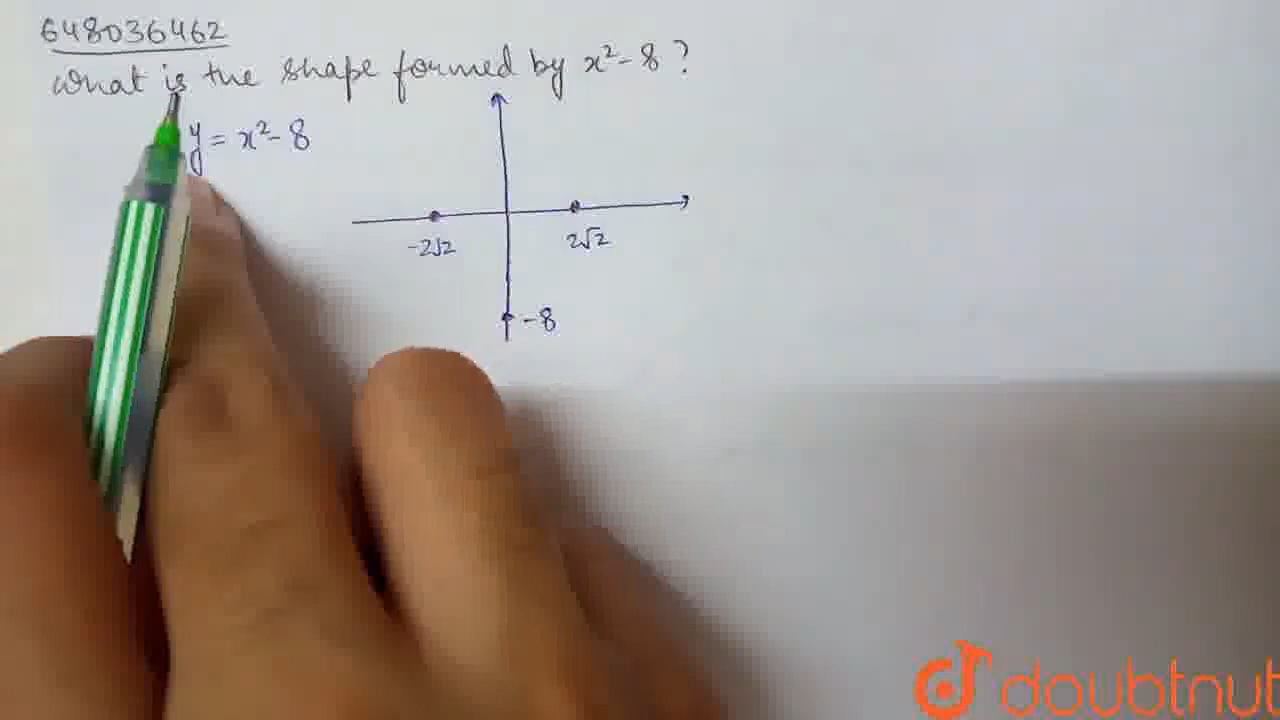 648036462
What is the shape formed by x² - 8 ?
y = x² - 8
-2√2
2√2
-8
doubtnut